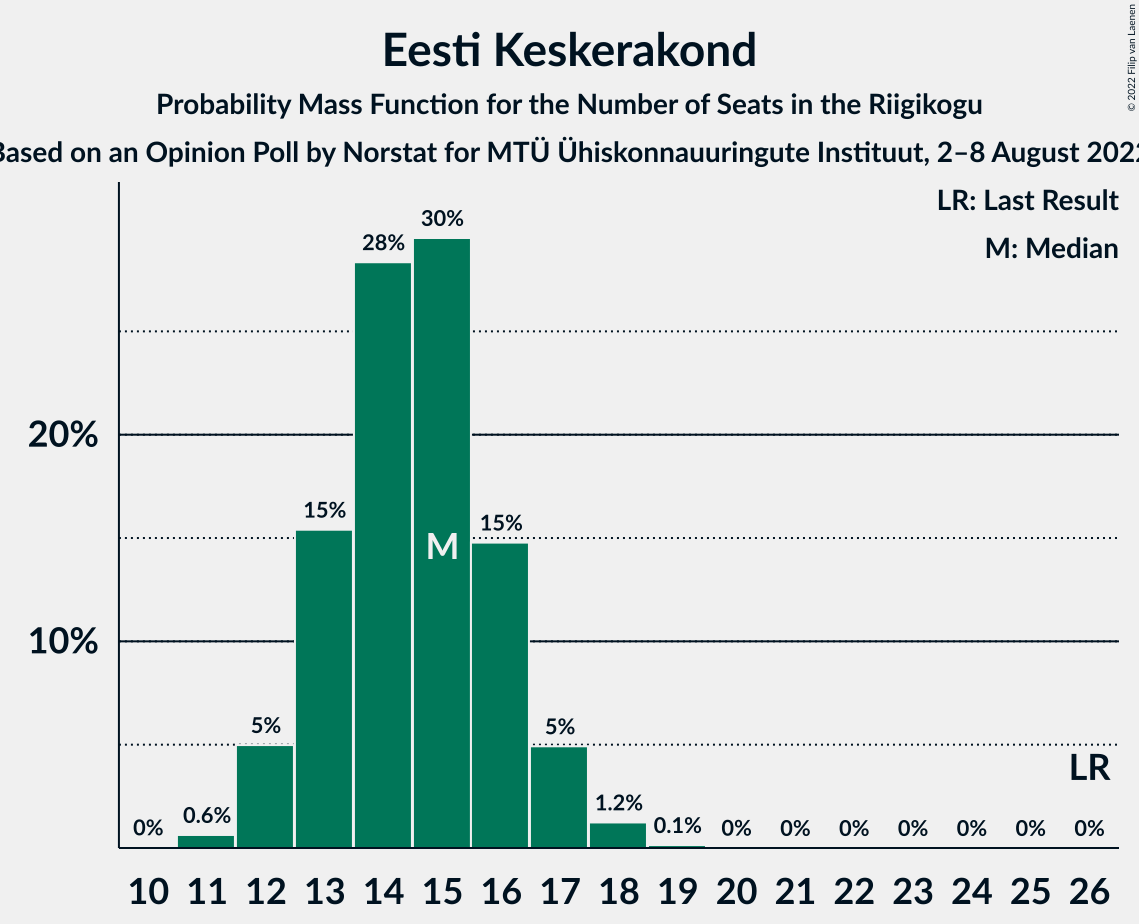 Eesti Keskerakond
Probability Mass Function for the Number of Seats in the Riigikogu
Based on an Opinion Poll by Norstat for MTÜ Ühiskonnauuringute Instituut, 2–8 August 2022
© 2022 Filip van Laenen
LR: Last Result
M: Median
30%
28%
20%
15%
15%
M
10%
5%
5%
LR
0% 0.6% 1.2% 0.1% 0% 0% 0% 0% 0% 0% 0%
10 11 12 13 14 15 16 17 18 19 20 21 22 23 24 25 26